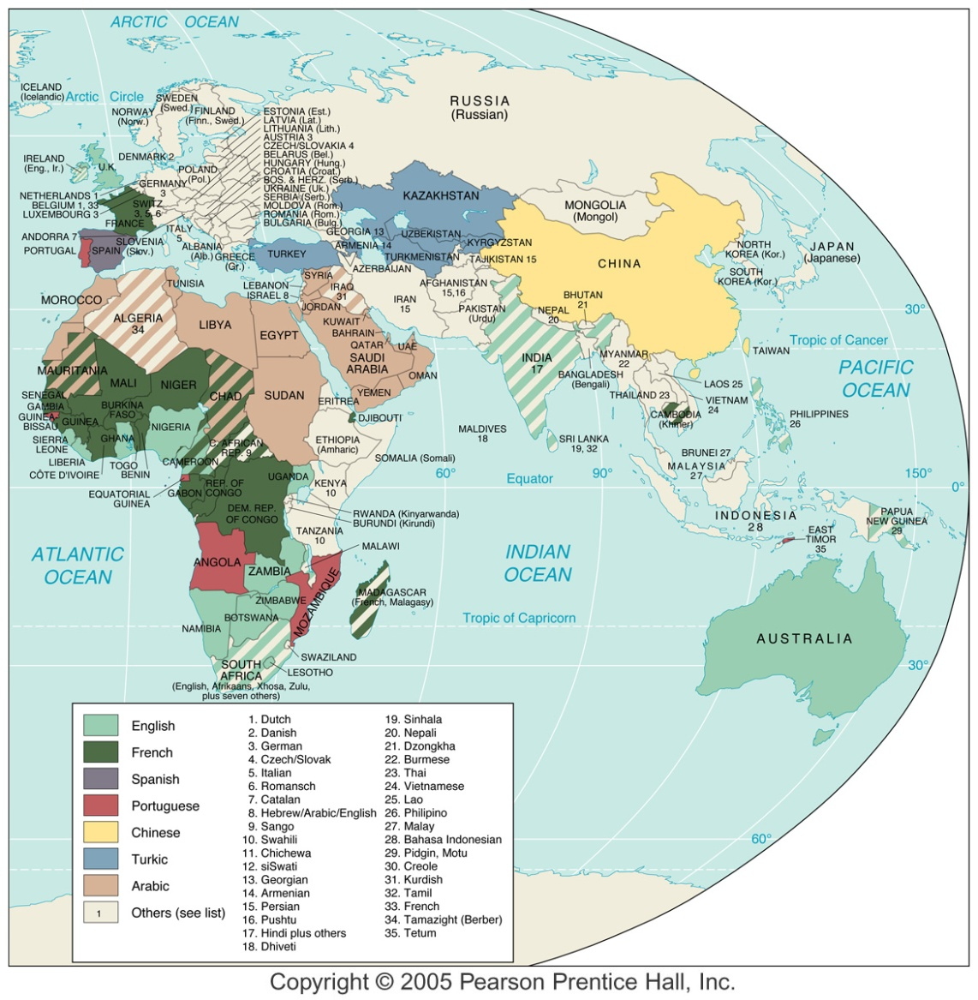 ARCTIC OCEAN
ICELAND
(Icelandic)
Arctic Circle
NORWAY
(Norw.)
SWEDEN
(Swed.)
FINLAND
(Finn., Swed.)
RUSSIA
(Russian)
ESTONIA (Est.)
LATVIA (Lat.)
LITHUANIA (Lith.)
AUSTRIA 3
CZECH/SLOVAKIA 4
BELARUS (Bel.)
HUNGARY (Hung.)
CROATIA (Croat.)
BOS. & HERZ. (Serb.)
UKRAINE (Uk.)
SERBIA (Serb.)
MOLDOVA (Rom.)
ROMANIA (Rom.)
BULGARIA (Bulg.)
IRELAND
(Eng., Ir.)
U.K.
DENMARK 2
POLAND
(Pol.)
GERMANY
3
NETHERLANDS 1
BELGIUM 1, 33
LUXEMBOURG 3
SWITZ
3, 5, 6
FRANCE
ITALY
5
ANDORRA 7
PORTUGAL
SPAIN
SLOVENIA
(Slov.)
ALBANIA
(Alb.)
GREECE
(Gr.)
TURKEY
GEORGIA 13
ARMENIA 14
AZERBAIJAN
KAZAKHSTAN
UZBEKISTAN
TURKMENISTAN
KYRGYZSTAN
TAJIKISTAN 15
MONGOLIA
(Mongol)
CHINA
NORTH
KOREA (Kor.)
SOUTH
KOREA (Kor.)
JAPAN
(Japanese)
TUNISIA
MOROCCO
ALGERIA
34
LIBYA
EGYPT
LEBANON
ISRAEL 8
SYRIA
IRAQ
31
JORDAN
KUWAIT
BAHRAIN
QATAR
UAE
SAUDI
ARABIA
OMAN
YEMEN
IRAN
15
AFGHANISTAN
15,16
PAKISTAN
(Urdu)
NEPAL
20
BHUTAN
21
INDIA
17
BANGLADESH
(Bengali)
MYANMAR
22
THAILAND 23
LAOS 25
VIETNAM
24
CAMBODIA
(Khmer)
TAIWAN
PHILIPPINES
26
30°
Tropic of Cancer
PACIFIC
OCEAN
MAURITANIA
MALI
NIGER
CHAD
SUDAN
ERITREA
DJIBOUTI
SENEGAL
GAMBIA
GUINEA
BISSAU
GUINEA
BURKINA
FASO
SIERRA
LEONE
LIBERIA
CÔTE D'IVOIRE
GHANA
TOGO
BENIN
NIGERIA
CAMEROON
C. AFRICAN
REP. 9
ETHIOPIA
(Amharic)
SOMALIA (Somali)
MALDIVES
18
SRI LANKA
19, 32
BRUNEI 27
MALAYSIA
27
INDONESIA
28
PAPUA
NEW GUINEA
29
EAST
TIMOR
35
60°
Equator
90°
150°
0°
EQUATORIAL
GUINEA
GABON
REP. OF
CONGO
DEM. REP.
OF CONGO
UGANDA
KENYA
10
RWANDA (Kinyarwanda)
BURUNDI (Kirundi)
TANZANIA
10
MALAWI
ANGOLA
ZAMBIA
ZIMBABWE
MOZAMBIQUE
BOTSWANA
NAMIBIA
MADAGASCAR
(French, Malagasy)
SWAZILAND
LESOTHO
SOUTH
AFRICA
(English, Afrikaans, Xhosa, Zulu,
plus seven others)
ATLANTIC
OCEAN
INDIAN
OCEAN
Tropic of Capricorn
AUSTRALIA
30°
60°
English
French
Spanish
Portuguese
Chinese
Turkic
Arabic
1 Others (see list)
1. Dutch
2. Danish
3. German
4. Czech/Slovak
5. Italian
6. Romansch
7. Catalan
8. Hebrew/Arabic/English
9. Sango
10. Swahili
11. Chichewa
12. siSwati
13. Georgian
14. Armenian
15. Persian
16. Pushtu
17. Hindi plus others
18. Dhiveti
19. Sinhala
20. Nepali
21. Dzongkha
22. Burmese
23. Thai
24. Vietnamese
25. Lao
26. Philipino
27. Malay
28. Bahasa Indonesian
29. Pidgin, Motu
30. Creole
31. Kurdish
32. Tamil
33. French
34. Tamazight (Berber)
35. Tetum
Copyright © 2005 Pearson Prentice Hall, Inc.